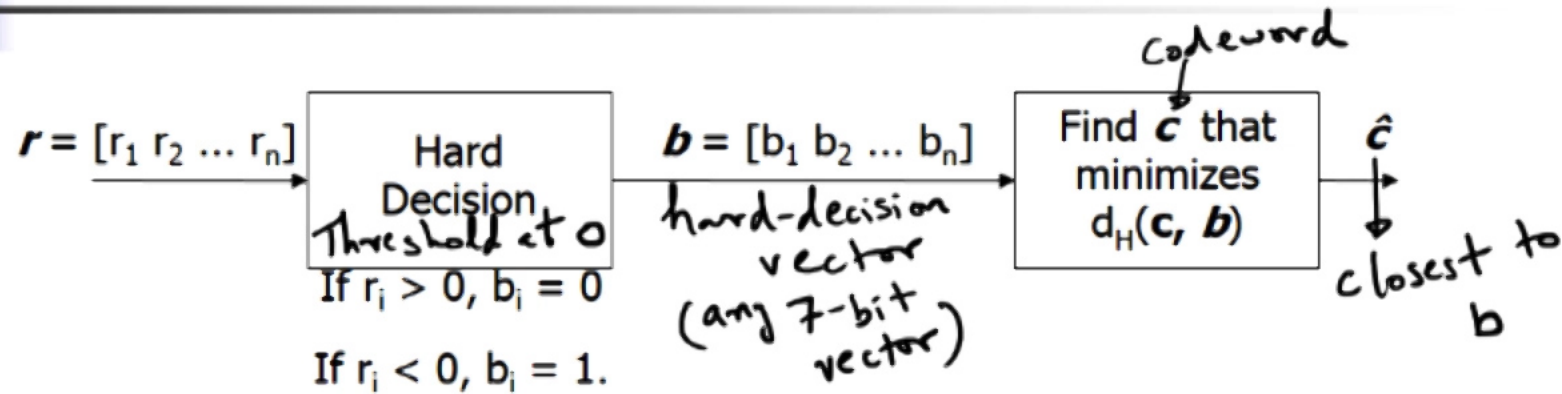 codeword
r = [r₁ r₂ ... rₙ]
Hard
Decision
Threshold at 0
If rᵢ > 0, bᵢ = 0
If rᵢ < 0, bᵢ = 1.
b = [b₁ b₂ ... bₙ]
hard-decision
vector
(any 7-bit
vector)
Find c that
minimizes
d_H(c, b)
ĉ
closest to
b